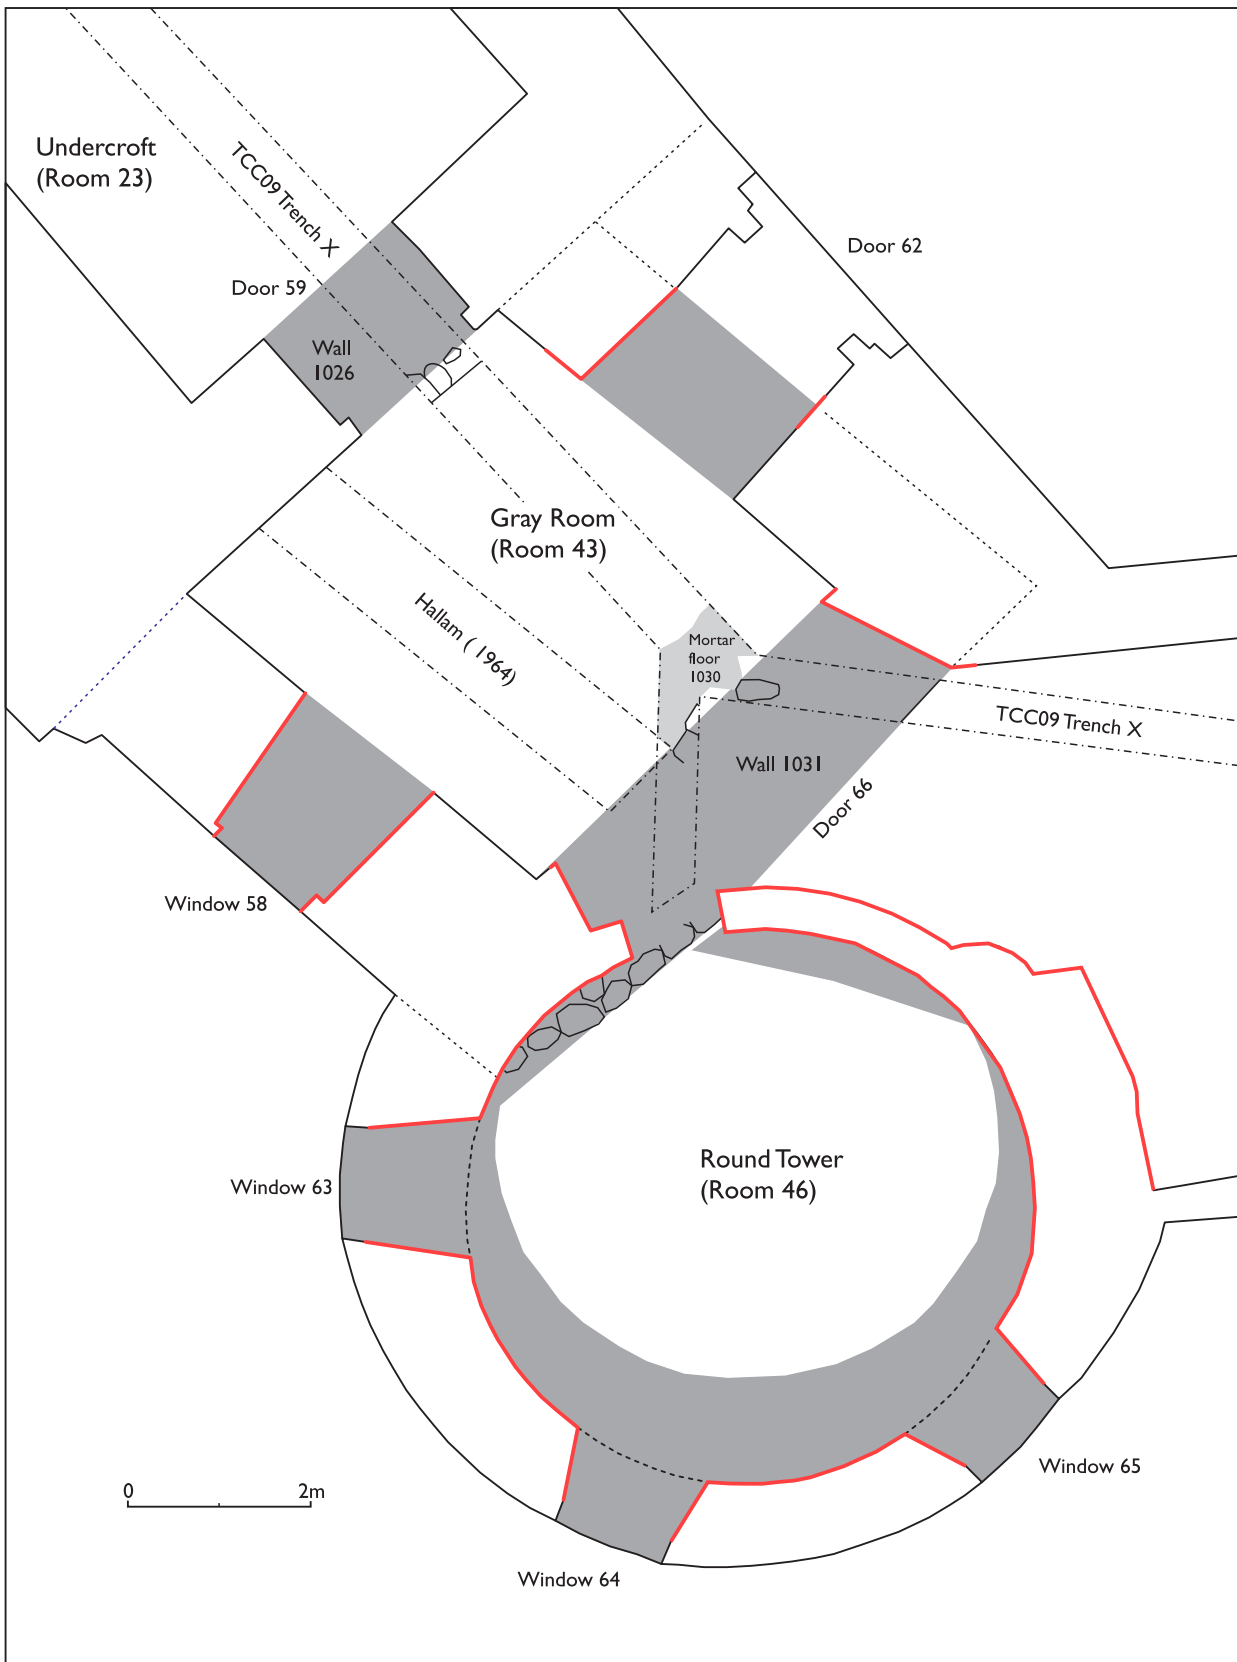 Undercroft
(Room 23)
TCC09 Trench X
Door 62
Door 59
Wall
1026
Gray Room
(Room 43)
Hallam ( 1964)
Mortar
floor
1030
TCC09 Trench X
Wall 1031
Door 66
Window 58
Round Tower
(Room 46)
Window 63
Window 65
0 2m
Window 64